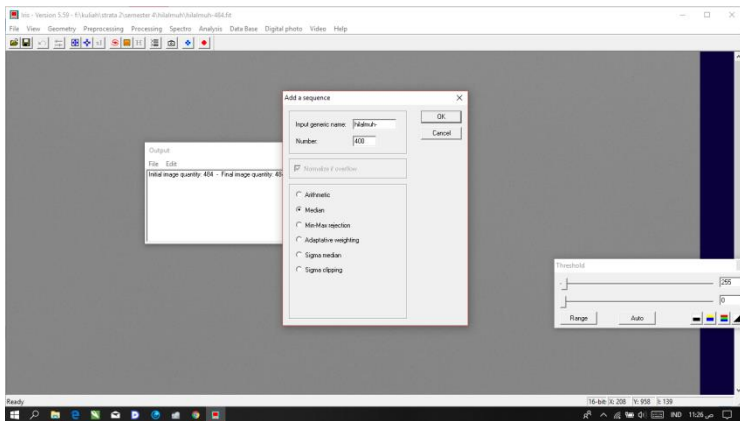 Iris - Version 5.59 - f:\kuliah\strata 2\semester 4\hilalmuh\hilalmuh-484.fit
File View Geometry Preprocessing Processing Spectro Analysis Data Base Digital photo Video Help
Add a sequence
Input generic name: hilalmuh-
Number: 400
OK
Cancel
Normalize if overflow
Arithmetic
Median
Min-Max rejection
Adaptative weighting
Sigma median
Sigma clipping
Output
File Edit
Initial image quantity: 484 - Final image quantity: 48
Threshold
255
0
Range Auto
Ready
16-bit X: 208 Y: 958 I: 139
IND 11:26 ص